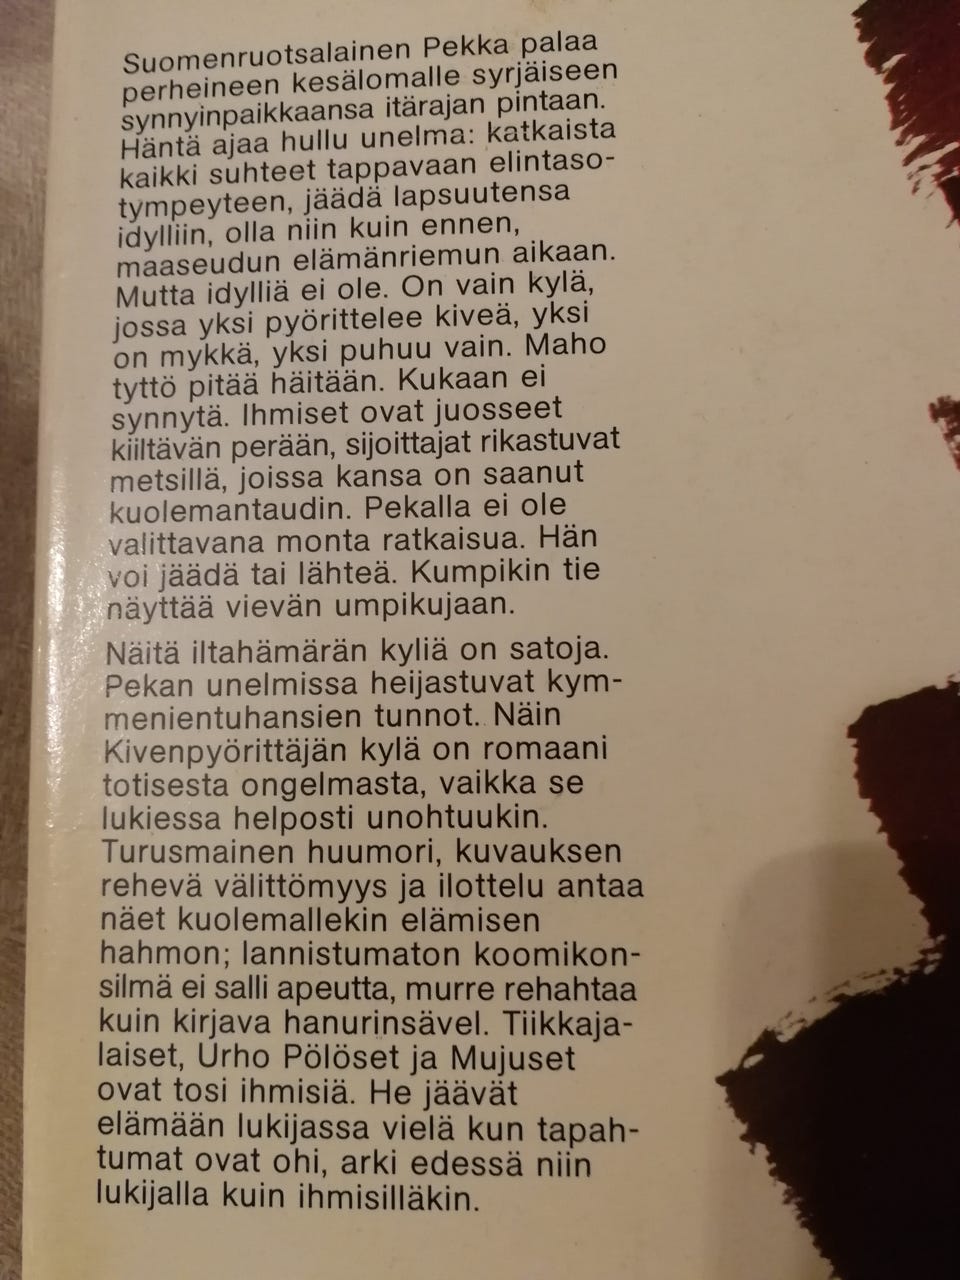 Suomenruotsalainen Pekka palaa
perheineen kesälomalle syrjäiseen
synnyinpaikkaansa itärajan pintaan.
Häntä ajaa hullu unelma: katkaista
kaikki suhteet tappavaan elintaso-
tympeyteen, jäädä lapsuutensa
idylliin, olla niin kuin ennen,
maaseudun elämänriemun aikaan.
Mutta idylliä ei ole. On vain kylä,
jossa yksi pyörittelee kiveä, yksi
on mykkä, yksi puhuu vain. Maho
tyttö pitää häitään. Kukaan ei
synnytä. Ihmiset ovat juosseet
kiiltävän perään, sijoittajat rikastuvat
metsillä, joissa kansa on saanut
kuolemantaudin. Pekalla ei ole
valittavana monta ratkaisua. Hän
voi jäädä tai lähteä. Kumpikin tie
näyttää vievän umpikujaan.
Näitä iltahämärän kyliä on satoja.
Pekan unelmissa heijastuvat kym-
menientuhansien tunnot. Näin
Kivenpyörittäjän kylä on romaani
totisesta ongelmasta, vaikka se
lukiessa helposti unohtuukin.
Turusmainen huumori, kuvauksen
rehevä välittömyys ja ilottelu antaa
näet kuolemallekin elämisen
hahmon; lannistumaton koomikon-
silmä ei salli apeutta, murre rehahtaa
kuin kirjava hanurinsävel. Tiikkaja-
laiset, Urho Pölöset ja Mujuset
ovat tosi ihmisiä. He jäävät
elämään lukijassa vielä kun tapah-
tumat ovat ohi, arki edessä niin
lukijalla kuin ihmisilläkin.